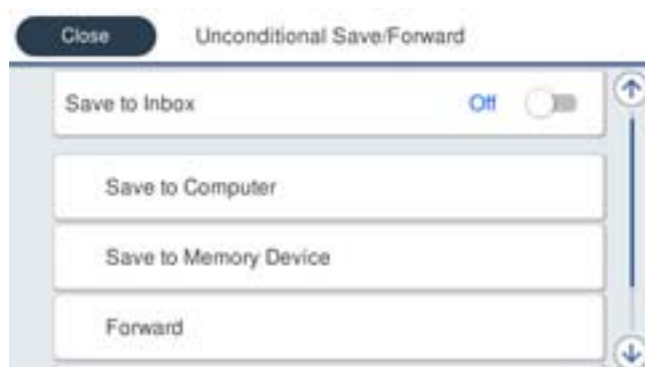 Close Unconditional Save/Forward
Save to Inbox Off
Save to Computer
Save to Memory Device
Forward